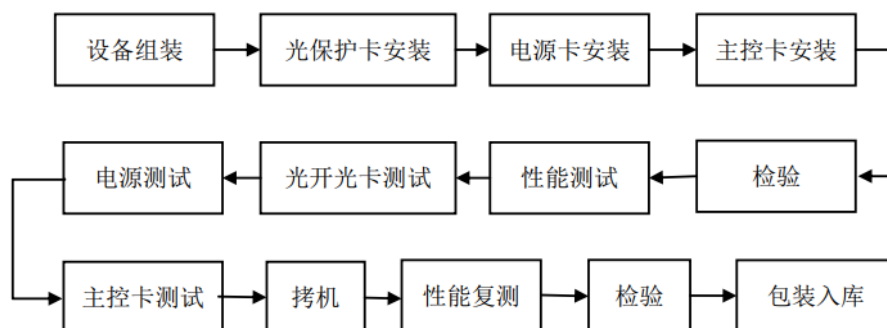 设备组装 光保护卡安装 电源卡安装 主控卡安装
电源测试 光开光卡测试 性能测试 检验
主控卡测试 拷机 性能复测 检验 包装入库